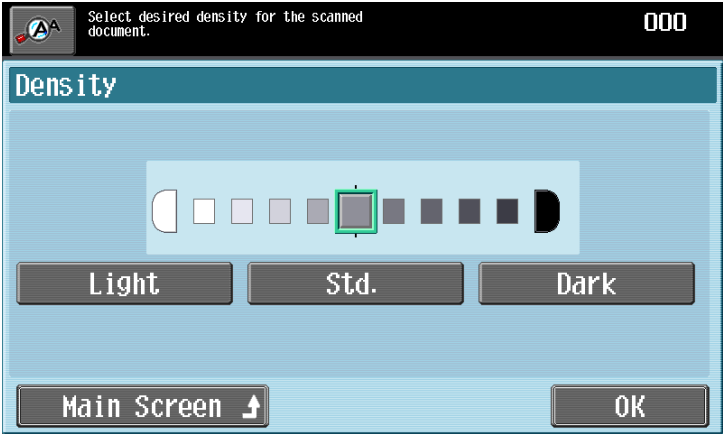 Select desired density for the scanned
document.
000
Density
Light
Std.
Dark
Main Screen
OK